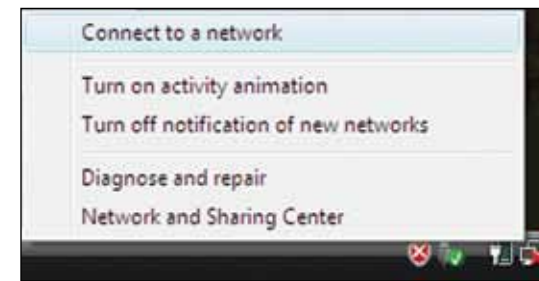 Connect to a network
Turn on activity animation
Turn off notification of new networks
Diagnose and repair
Network and Sharing Center